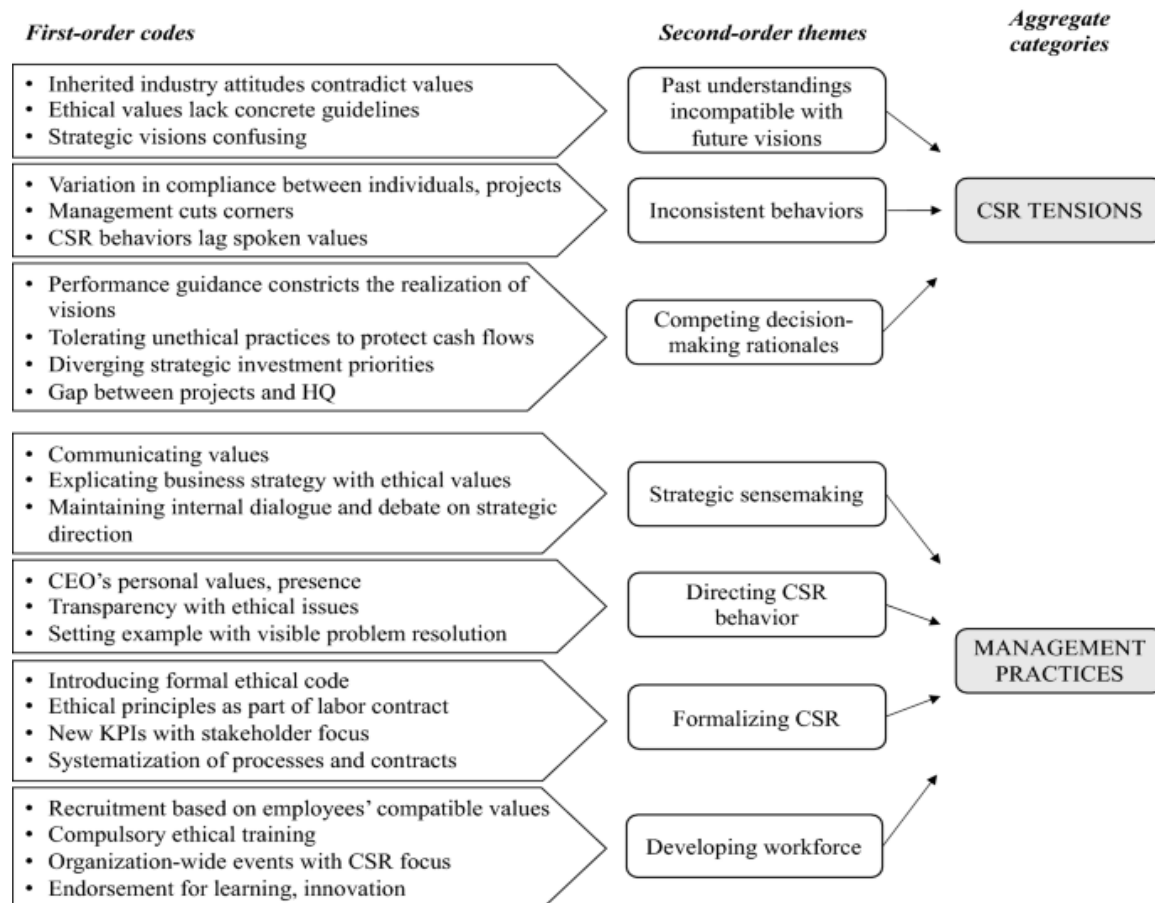 First-order codes
Second-order themes
Aggregate
categories
• Inherited industry attitudes contradict values
• Ethical values lack concrete guidelines
• Strategic visions confusing
Past understandings
incompatible with
future visions
• Variation in compliance between individuals, projects
• Management cuts corners
• CSR behaviors lag spoken values
Inconsistent behaviors
CSR TENSIONS
• Performance guidance constricts the realization of
visions
• Tolerating unethical practices to protect cash flows
• Diverging strategic investment priorities
• Gap between projects and HQ
Competing decision-
making rationales
• Communicating values
• Explicating business strategy with ethical values
• Maintaining internal dialogue and debate on strategic
direction
Strategic sensemaking
• CEO's personal values, presence
• Transparency with ethical issues
• Setting example with visible problem resolution
Directing CSR
behavior
MANAGEMENT
PRACTICES
• Introducing formal ethical code
• Ethical principles as part of labor contract
• New KPIs with stakeholder focus
• Systematization of processes and contracts
Formalizing CSR
• Recruitment based on employees' compatible values
• Compulsory ethical training
• Organization-wide events with CSR focus
• Endorsement for learning, innovation
Developing workforce